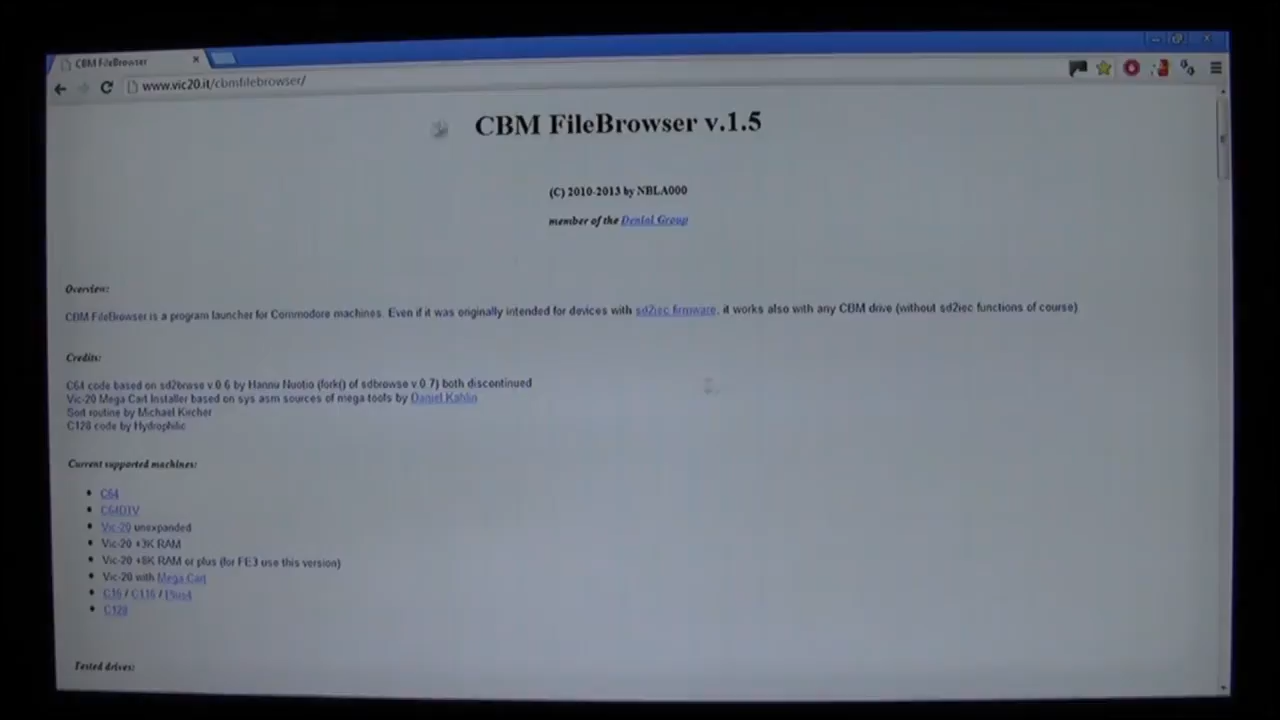 CBM FileBrowser
www.vic20.it/cbmfilebrowser/
CBM FileBrowser v.1.5
(C) 2010-2013 by NBLA000
member of the Denial Group
Overview:
CBM FileBrowser is a program launcher for Commodore machines. Even if it was originally intended for devices with sd2iec firmware, it works also with any CBM drive (without sd2iec functions of course)
Credits:
C64 code based on sd2brwse v.0.6 by Hannu Nuotio (fork() of sdbrowse v.0.7) both discontinued
Vic-20 Mega Cart Installer based on sys asm sources of mega tools by Daniel Kahlin
Sort routine by Michael Kircher
C128 code by Hydrophilic
Current supported machines:
C64
C64DTV
Vic-20 unexpanded
Vic-20 +3K RAM
Vic-20 +8K RAM or plus (for FE3 use this version)
Vic-20 with Mega Cart
C16 / C116 / Plus4
C128
Tested drives: